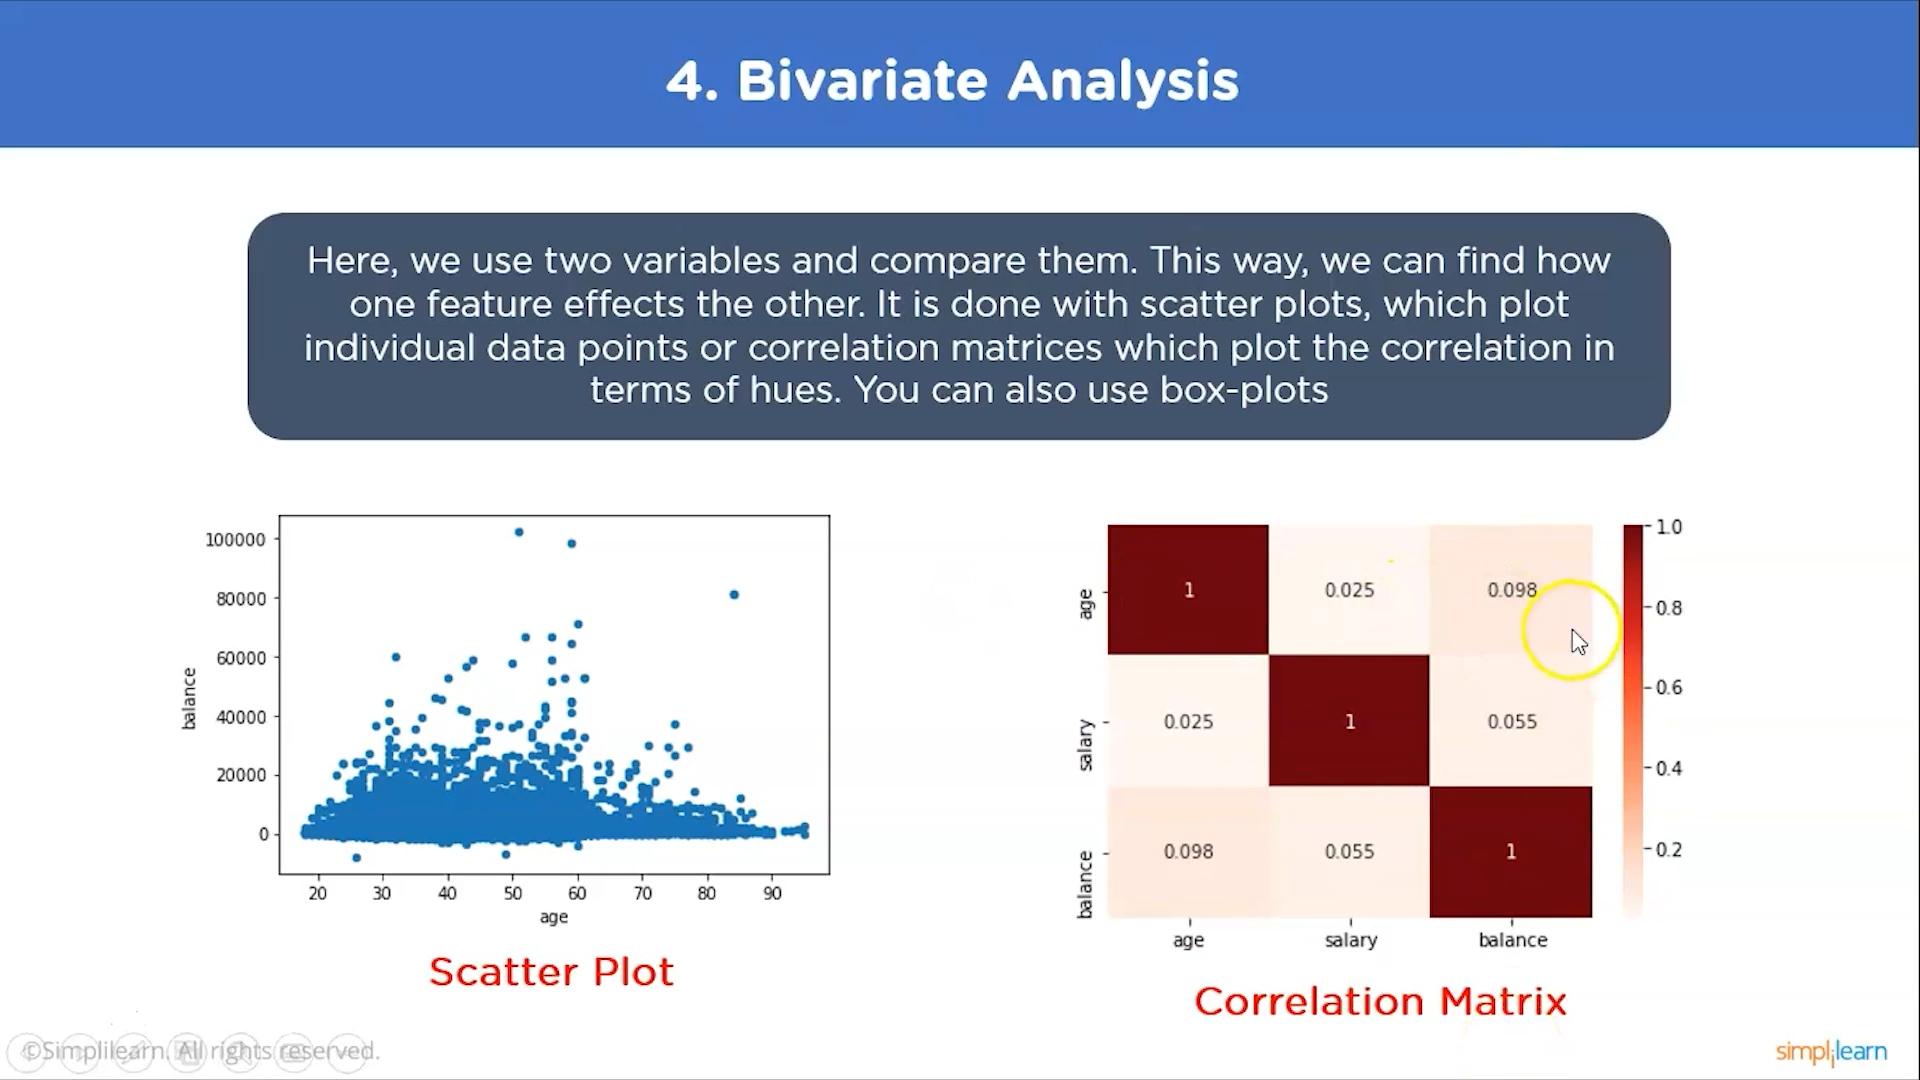 4. Bivariate Analysis
Here, we use two variables and compare them. This way, we can find how
one feature effects the other. It is done with scatter plots, which plot
individual data points or correlation matrices which plot the correlation in
terms of hues. You can also use box-plots
100000
80000
60000
40000
20000
0
balance
20 30 40 50 60 70 80 90
age
Scatter Plot
age
salary
balance
1 0.025 0.098
0.025 1 0.055
0.098 0.055 1
age salary balance
1.0
0.8
0.6
0.4
0.2
Correlation Matrix
©Simplilearn. All rights reserved.
simplilearn